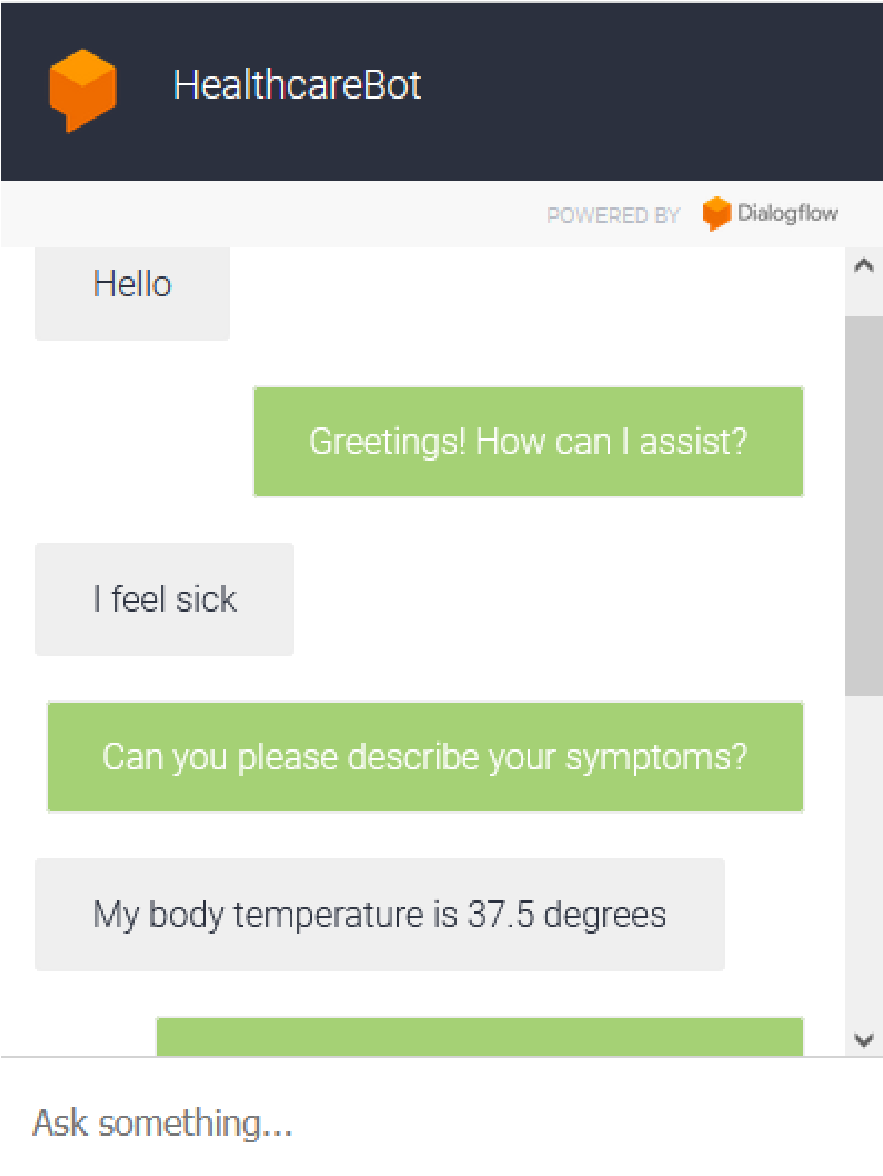 HealthcareBot
POWERED BY Dialogflow
Hello
Greetings! How can I assist?
I feel sick
Can you please describe your symptoms?
My body temperature is 37.5 degrees
Ask something...